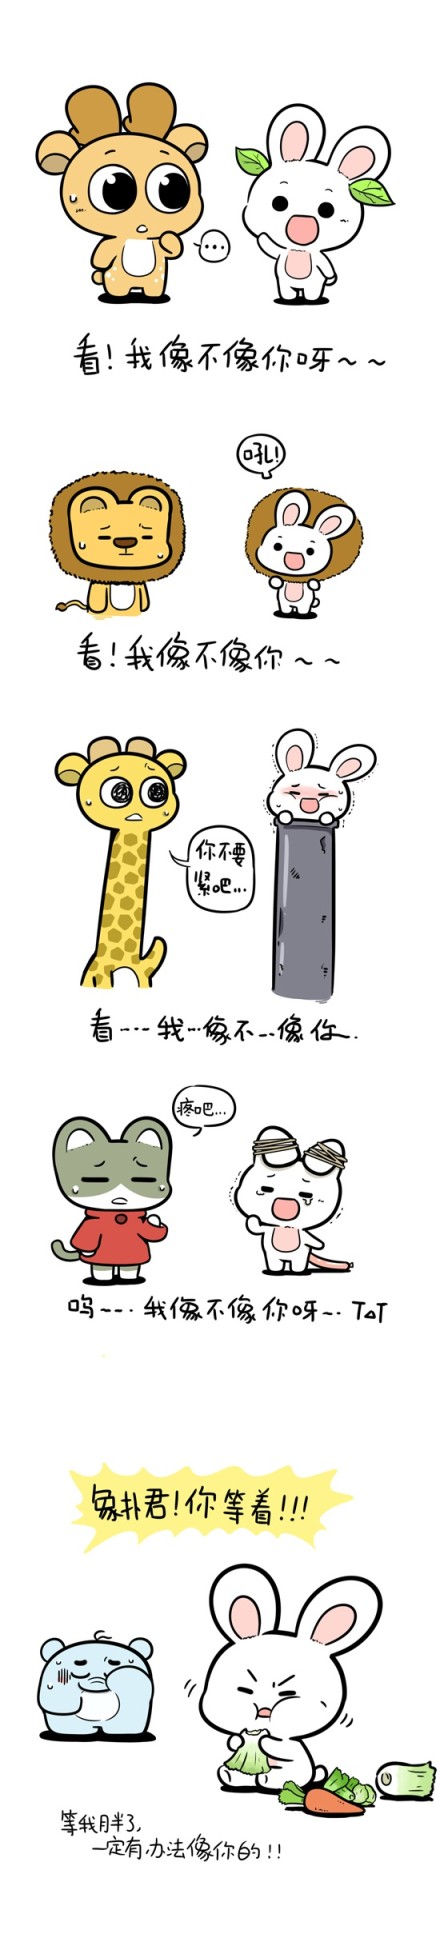 ...
看！我像不像你呀～～
吼！
看！我像不像你～～
你不要
紧吧...
看····我···像不···像你..
疼吧...
呜～--·我像不像你呀～·TAT
象扑君！你等着!!!
等我月半了，
一定有办法像你的!!